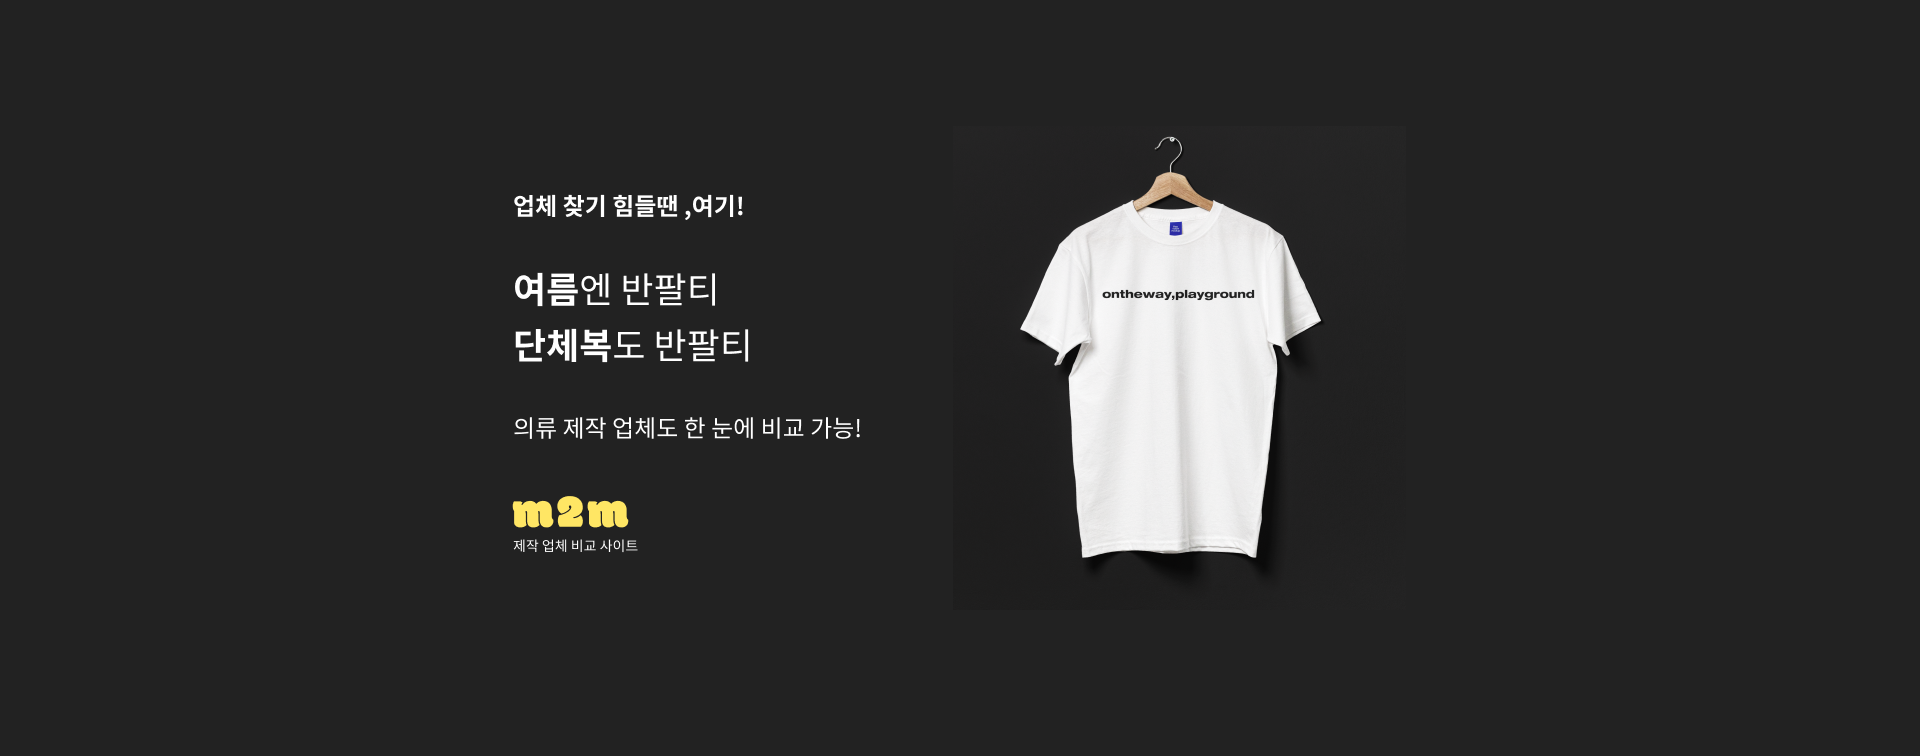 업체 찾기 힘들땐 ,여기!
여름엔 반팔티
단체복도 반팔티
의류 제작 업체도 한 눈에 비교 가능!
m2m
제작 업체 비교 사이트
ontheway,playground